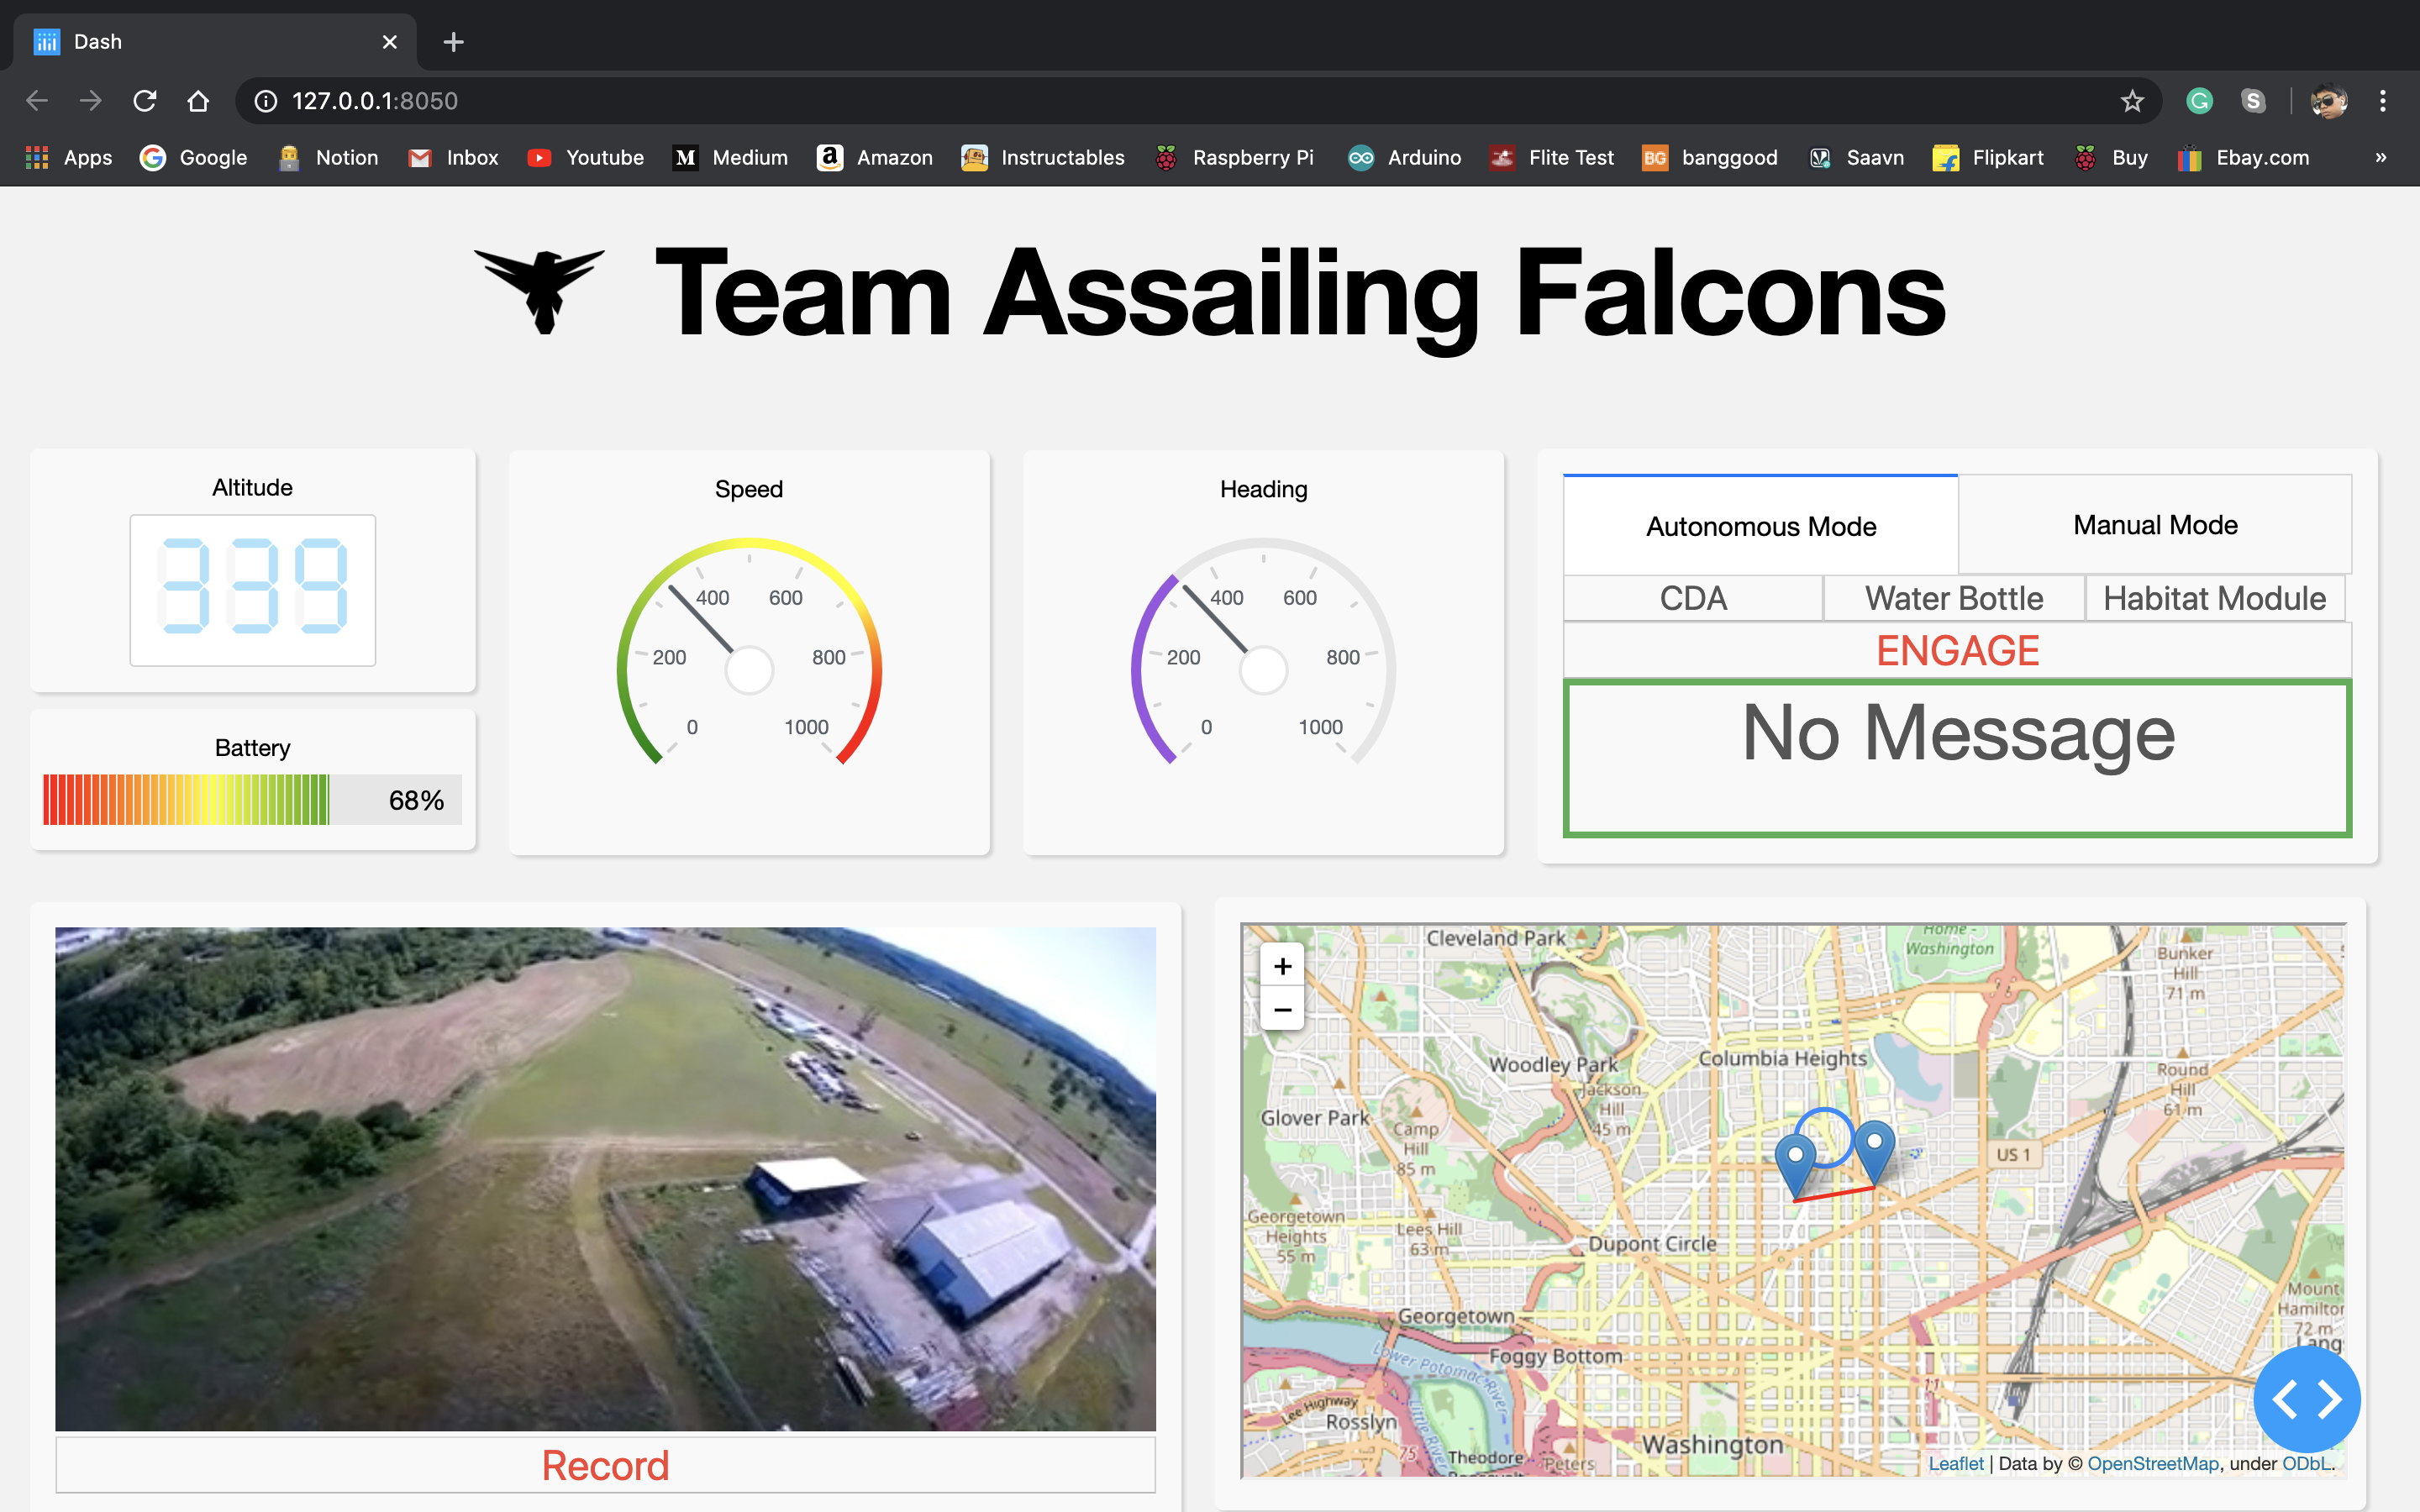 Dash
127.0.0.1:8050
Apps Google Notion Inbox Youtube Medium Amazon Instructables Raspberry Pi Arduino Flite Test banggood Saavn Flipkart Buy Ebay.com »
Team Assailing Falcons
Altitude
339
Battery
68%
Speed
0
200
400
600
800
1000
Heading
0
200
400
600
800
1000
Autonomous Mode
Manual Mode
CDA
Water Bottle
Habitat Module
ENGAGE
No Message
Record
+
−
Cleveland Park
Home -
Washington
Bunker
Hill
71 m
Woodley Park
Columbia Heights
Jackson
Hill
45 m
Round
Hill
61 m
Glover Park
Camp
Hill
85 m
US 1
Georgetown
Heights
55 m
Lees Hill
63 m
Dupont Circle
Mount
Hamilton
72 m
Lang
Georgetown
Foggy Bottom
Lower Potomac River
Little River
Lee Highway
Rosslyn
75
Washington
Theodore
Roosevelt
Peters
Leaflet | Data by © OpenStreetMap, under ODbL.